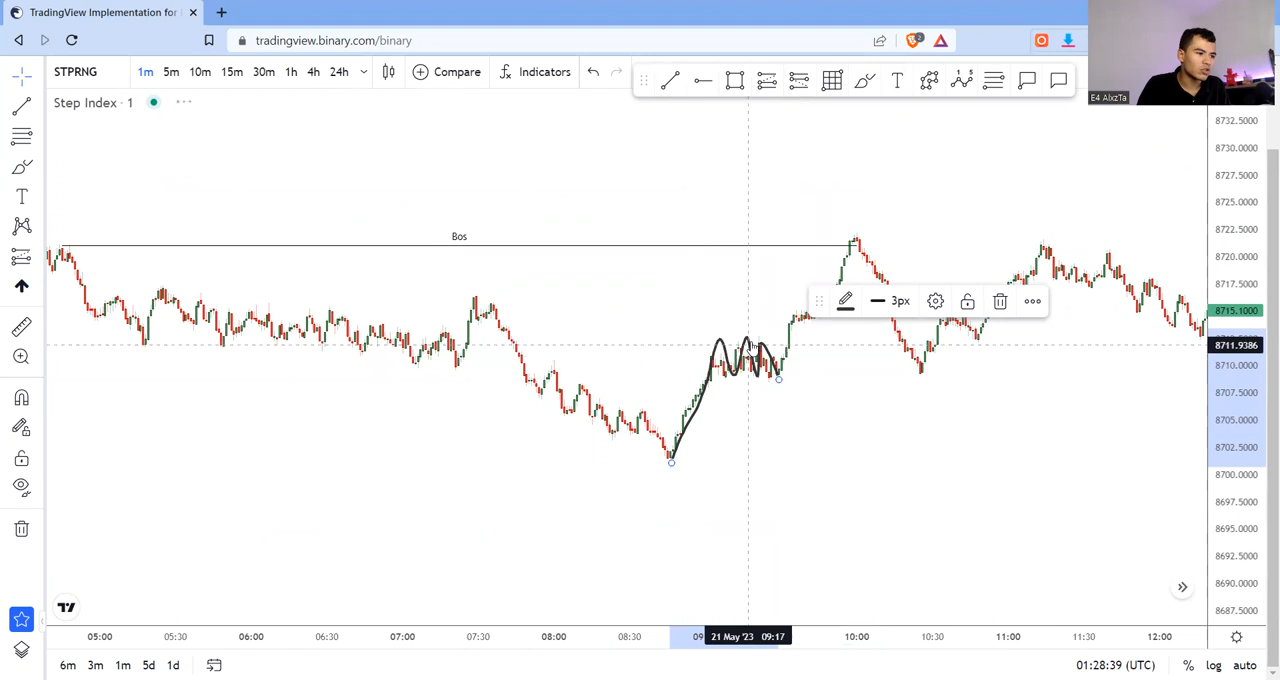 TradingView Implementation for
tradingview.binary.com/binary
2
E4 AlxzTa
STPRNG 1m 5m 10m 15m 30m 1h 4h 24h Compare Indicators
Step Index · 1
Bos
3px
8732.5000
8730.0000
8727.5000
8725.0000
8722.5000
8720.0000
8717.5000
8715.1000
8711.9386
8710.0000
8707.5000
8705.0000
8702.5000
8700.0000
8697.5000
8695.0000
8692.5000
8690.0000
8687.5000
05:00 05:30 06:00 06:30 07:00 07:30 08:00 08:30 09 21 May '23 09:17 10:00 10:30 11:00 11:30 12:00
6m 3m 1m 5d 1d 01:28:39 (UTC) % log auto